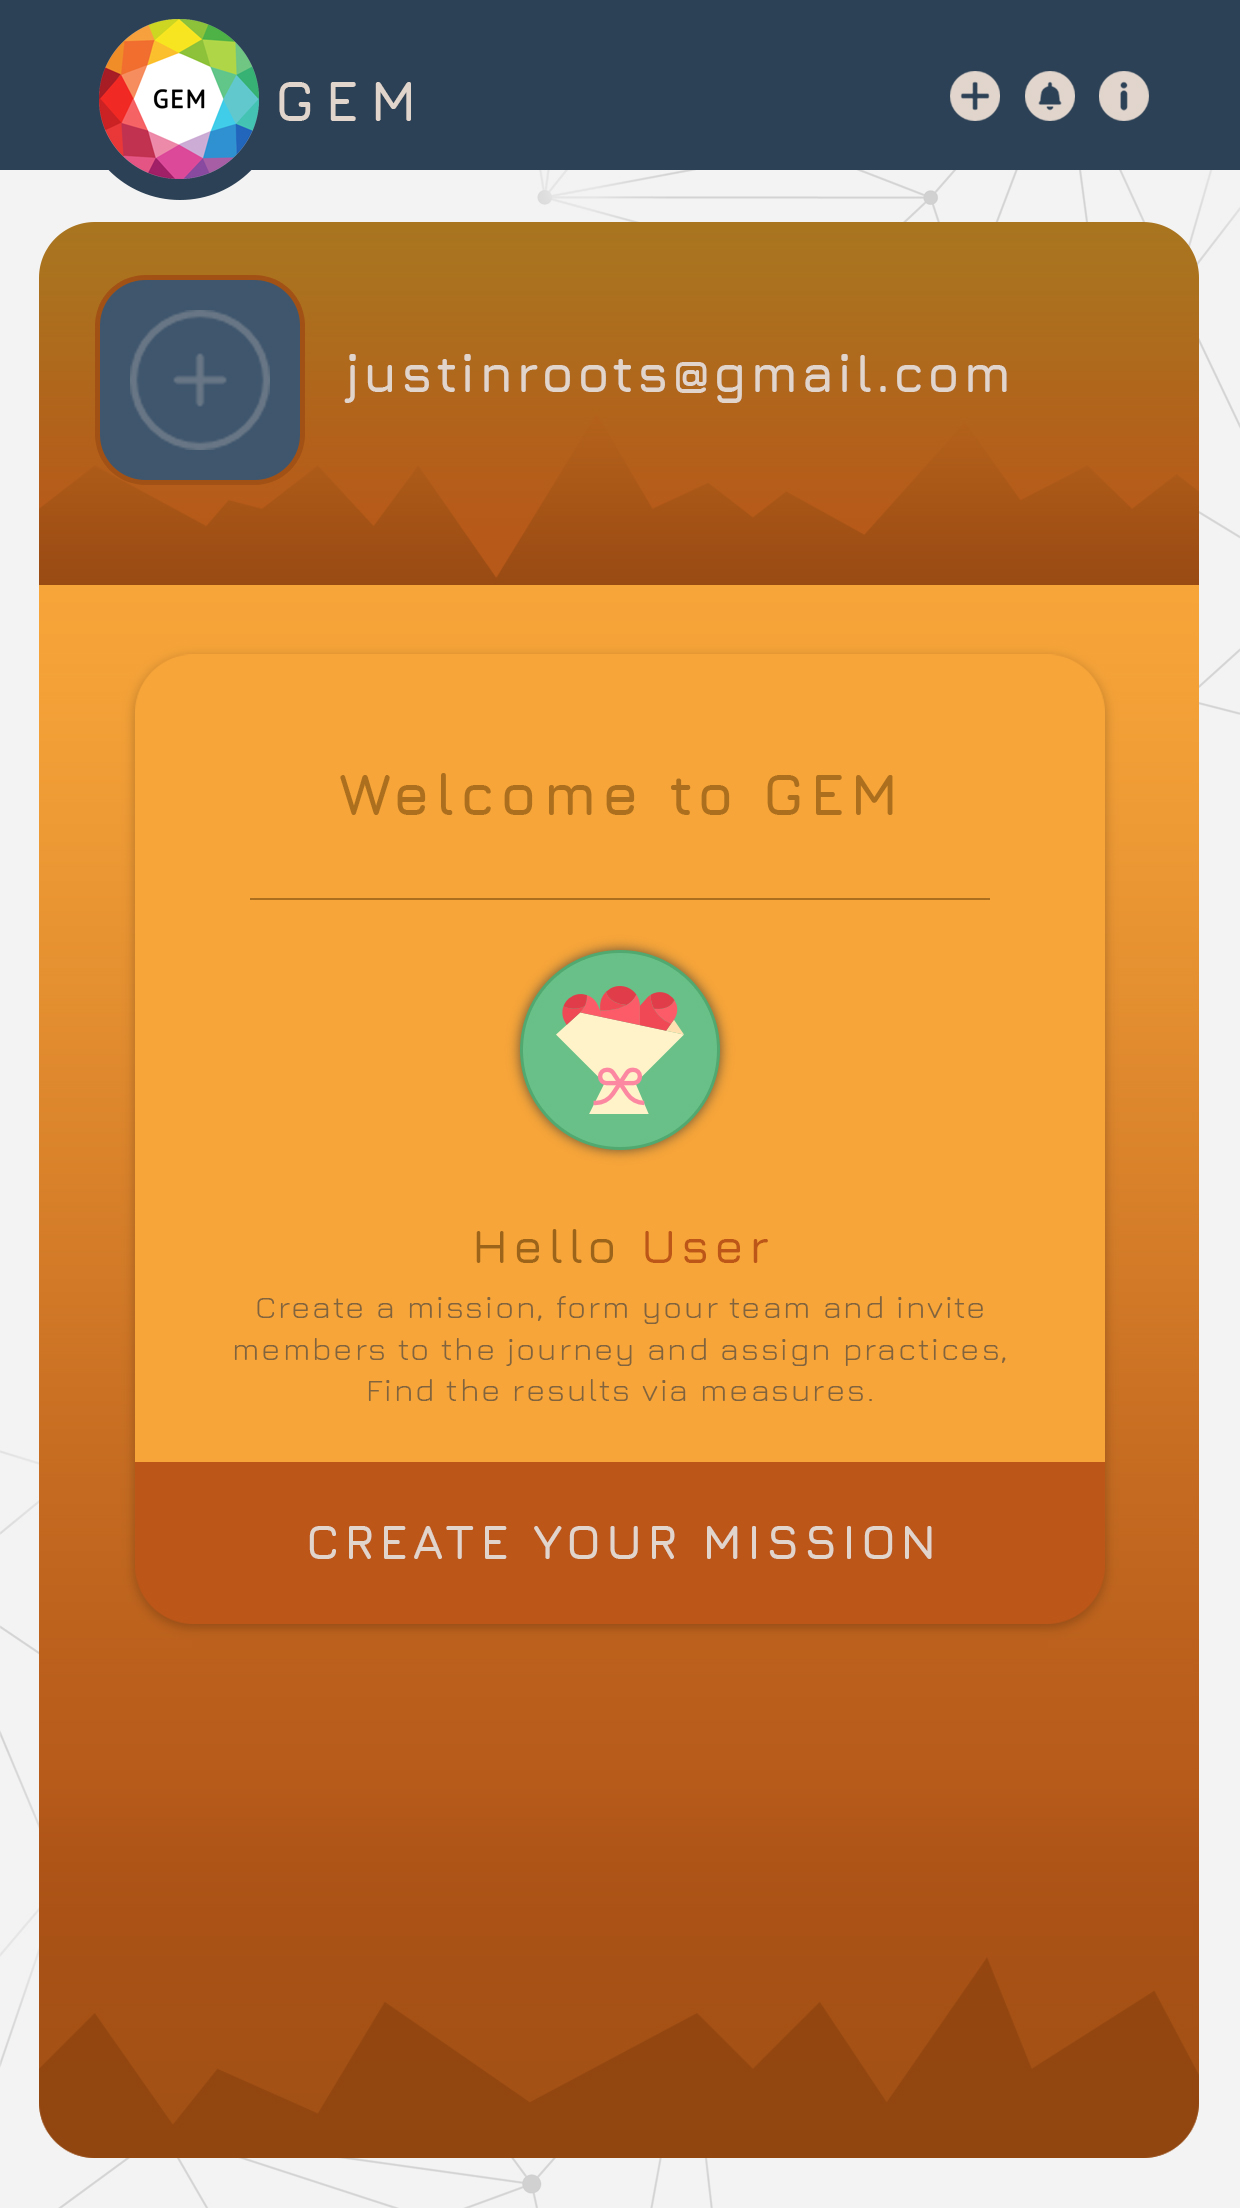 GEM
GEM
justinroots@gmail.com
Welcome to GEM
Hello User
Create a mission, form your team and invite
members to the journey and assign practices,
Find the results via measures.
CREATE YOUR MISSION